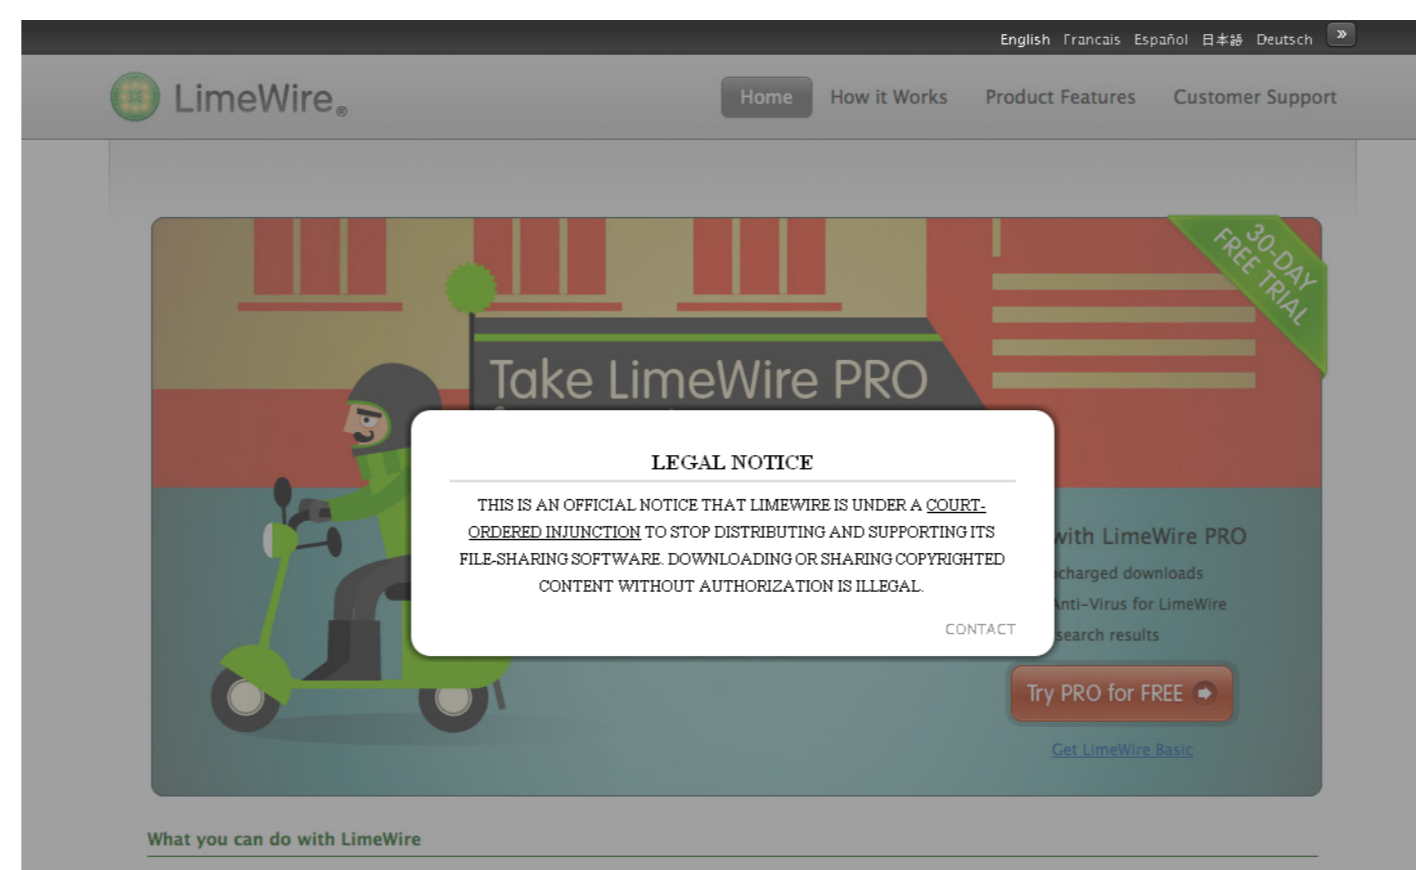 English Francais Español 日本語 Deutsch »
LimeWire®
Home How it Works Product Features Customer Support
30-DAY
FREE TRIAL
Take LimeWire PRO
LEGAL NOTICE
THIS IS AN OFFICIAL NOTICE THAT LIMEWIRE IS UNDER A COURT-
ORDERED INJUNCTION TO STOP DISTRIBUTING AND SUPPORTING ITS
FILE-SHARING SOFTWARE. DOWNLOADING OR SHARING COPYRIGHTED
CONTENT WITHOUT AUTHORIZATION IS ILLEGAL.
CONTACT
with LimeWire PRO
charged downloads
Anti-Virus for LimeWire
search results
Try PRO for FREE
Get LimeWire Basic
What you can do with LimeWire